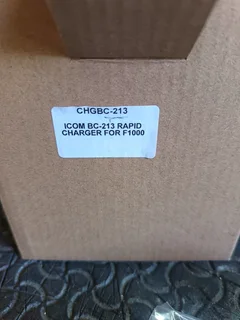 CHGBC-213
ICOM BC-213 RAPID
CHARGER FOR F1000